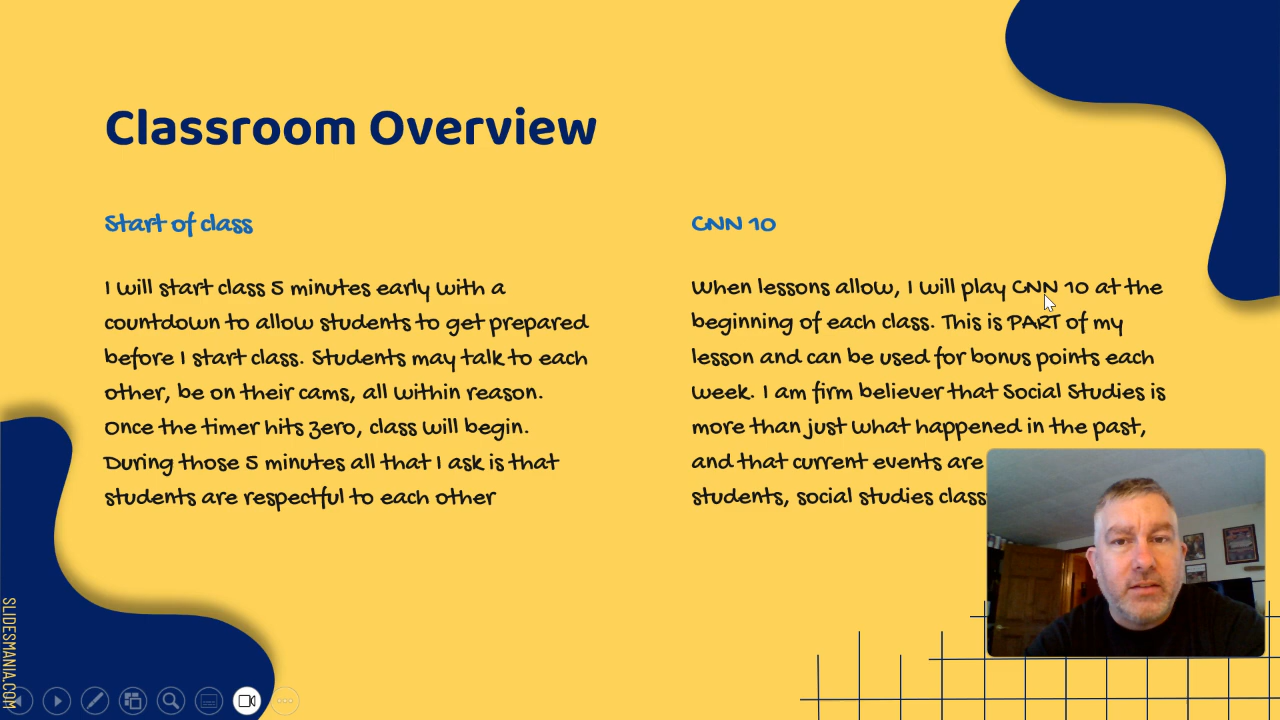 Classroom Overview
Start of class
I will start class 5 minutes early with a
countdown to allow students to get prepared
before I start class. Students may talk to each
other, be on their cams, all within reason.
Once the timer hits zero, class will begin.
During those 5 minutes all that I ask is that
students are respectful to each other
CNN 10
When lessons allow, I will play CNN 10 at the
beginning of each class. This is PART of my
lesson and can be used for bonus points each
week. I am firm believer that Social Studies is
more than just what happened in the past,
and that current events are
students, social studies class
SLIDESMANIA.COM